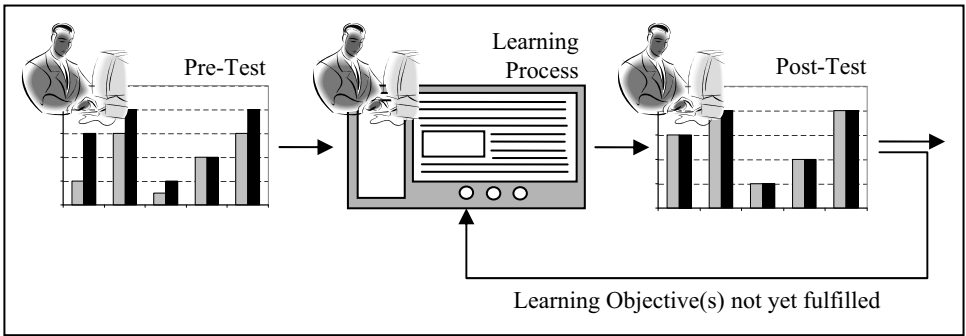 Pre-Test
Learning
Process
Post-Test
Learning Objective(s) not yet fulfilled